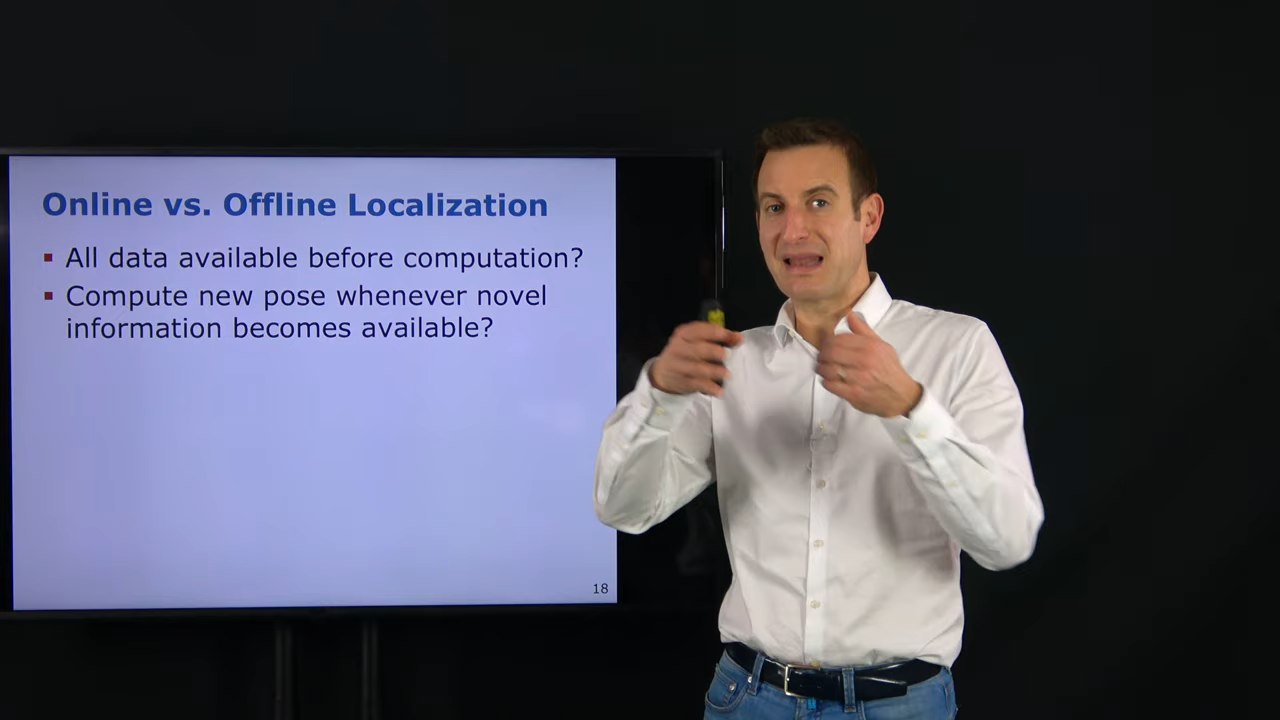 Online vs. Offline Localization
▪ All data available before computation?
▪ Compute new pose whenever novel
information becomes available?
18